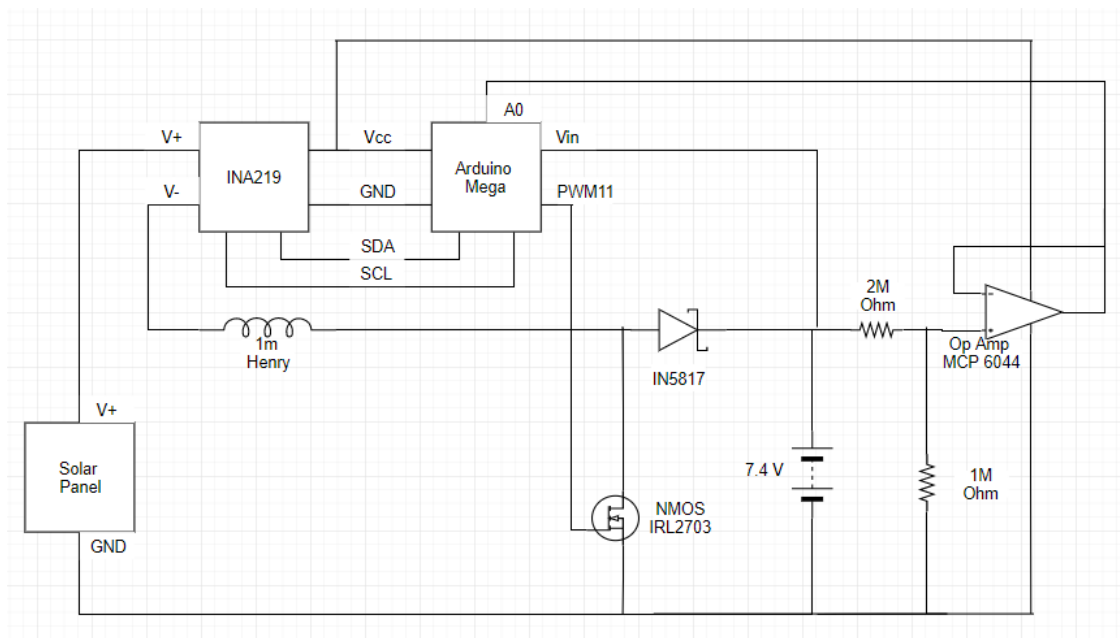 A0
V+
Vcc
Vin
INA219
Arduino
Mega
V-
GND
PWM11
SDA
SCL
2M
Ohm
1m
Henry
Op Amp
MCP 6044
IN5817
V+
Solar
Panel
7.4 V
1M
Ohm
NMOS
IRL2703
GND